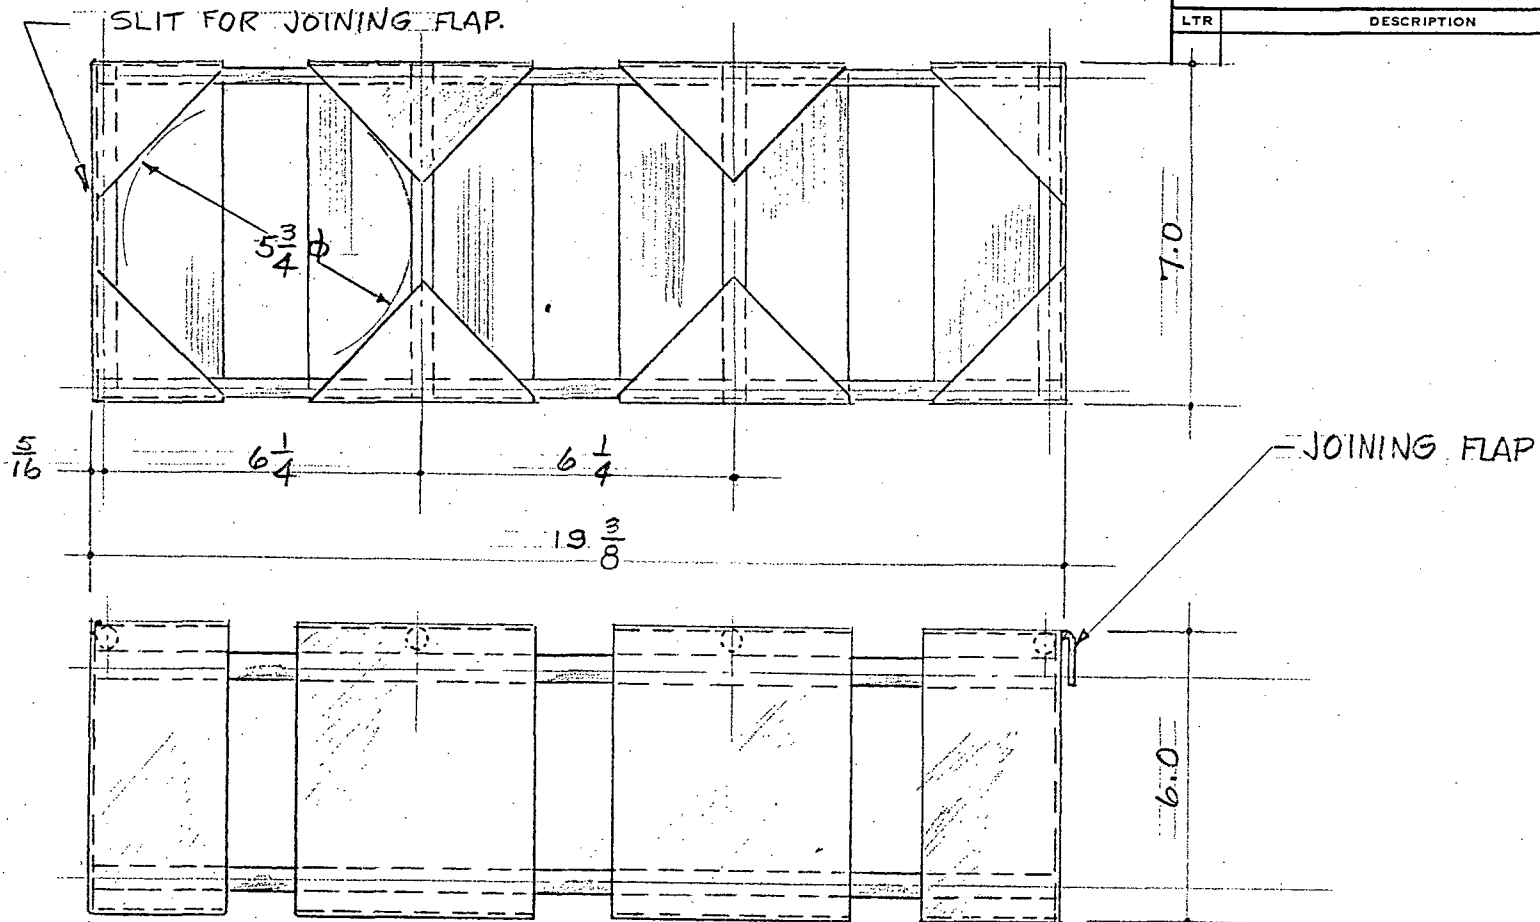 SLIT FOR JOINING FLAP.
LTR DESCRIPTION
5 3/4 ϕ
7.0
5/16
6 1/4
6 1/4
JOINING FLAP
19 3/8
6.0